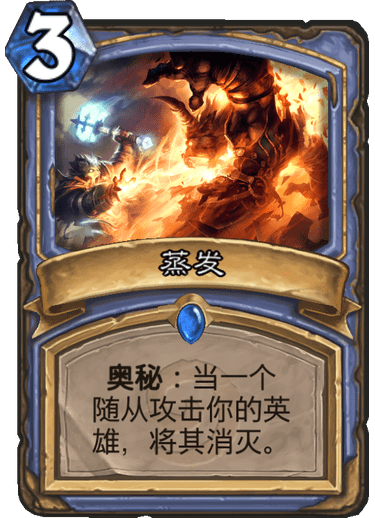 3
蒸发
奥秘：当一个
随从攻击你的英
雄，将其消灭。